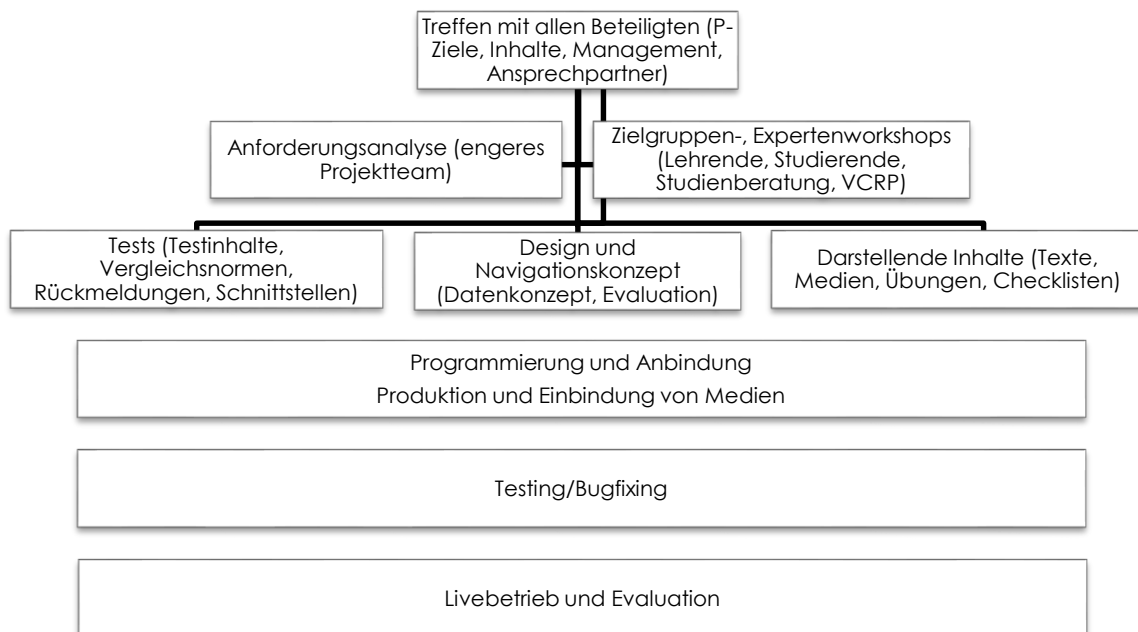 Treffen mit allen Beteiligten (P-
Ziele, Inhalte, Management,
Ansprechpartner)
Anforderungsanalyse (engeres
Projektteam)
Zielgruppen-, Expertenworkshops
(Lehrende, Studierende,
Studienberatung, VCRP)
Tests (Testinhalte,
Vergleichsnormen,
Rückmeldungen, Schnittstellen)
Design und
Navigationskonzept
(Datenkonzept, Evaluation)
Darstellende Inhalte (Texte,
Medien, Übungen, Checklisten)
Programmierung und Anbindung
Produktion und Einbindung von Medien
Testing/Bugfixing
Livebetrieb und Evaluation